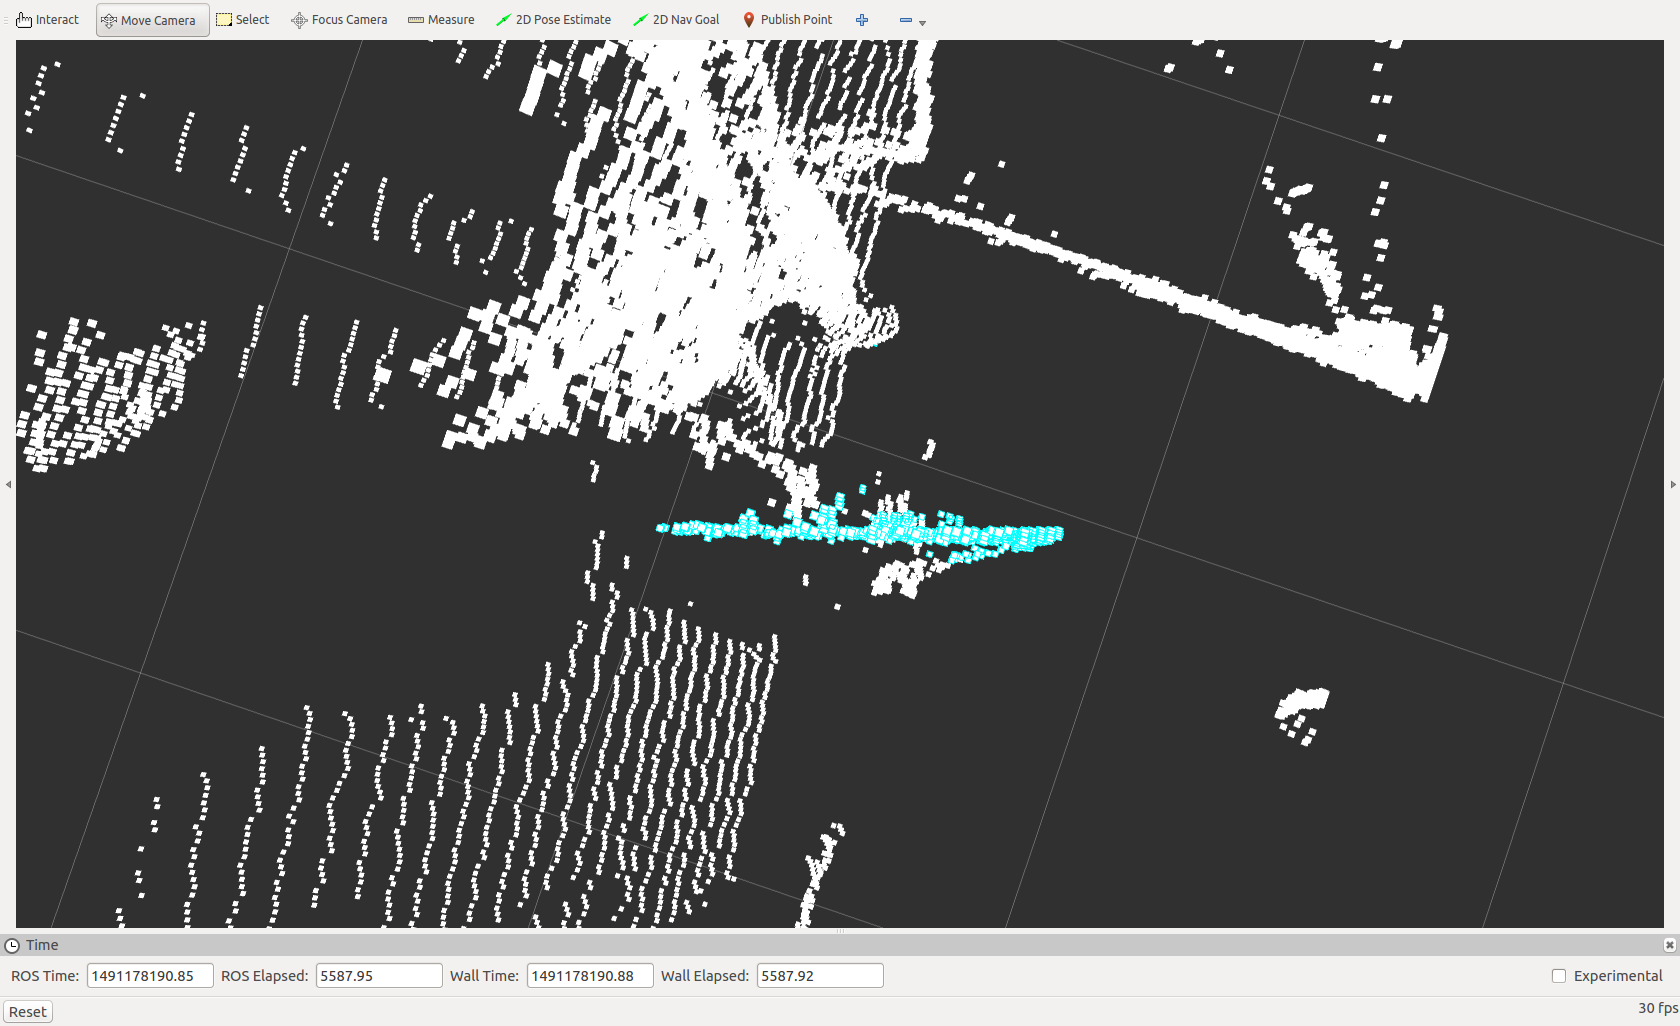 Interact Move Camera Select Focus Camera Measure 2D Pose Estimate 2D Nav Goal Publish Point
Time
ROS Time: 1491178190.85 ROS Elapsed: 5587.95 Wall Time: 1491178190.88 Wall Elapsed: 5587.92 Experimental
Reset 30 fps